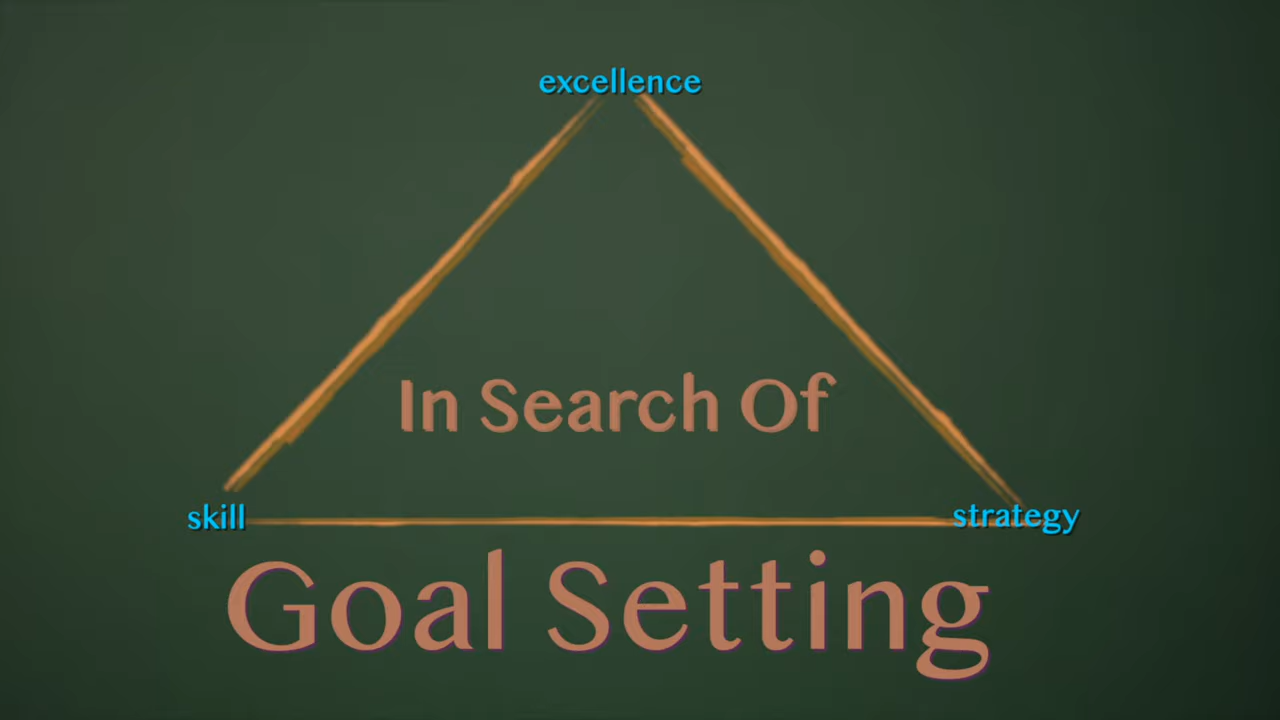 excellence
In Search Of
skill
strategy
Goal Setting